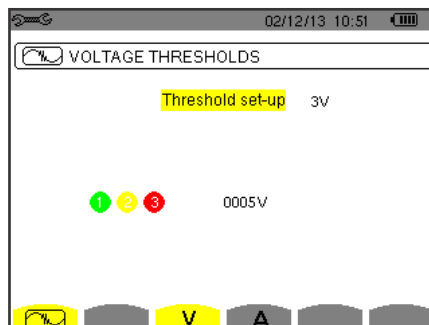 02/12/13 10:51
VOLTAGE THRESHOLDS
Threshold set-up 3V
1 2 3 0005V
V A